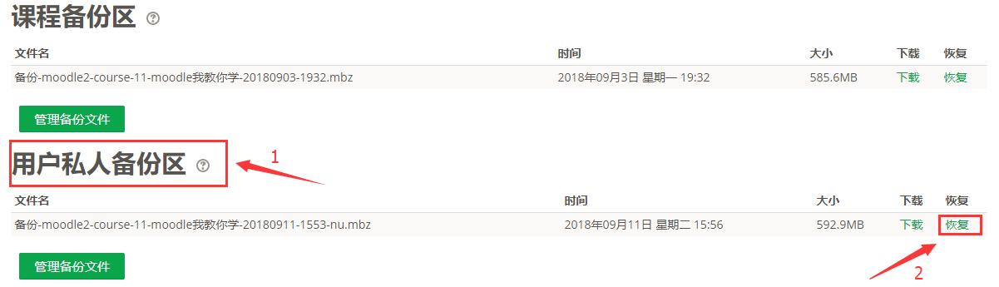 课程备份区
文件名 时间 大小 下载 恢复
备份-moodle2-course-11-moodle我教你学-20180903-1932.mbz 2018年09月3日 星期一 19:32 585.6MB 下载 恢复
管理备份文件
用户私人备份区 1
文件名 时间 大小 下载 恢复
备份-moodle2-course-11-moodle我教你学-20180911-1553-nu.mbz 2018年09月11日 星期二 15:56 592.9MB 下载 恢复
管理备份文件 2